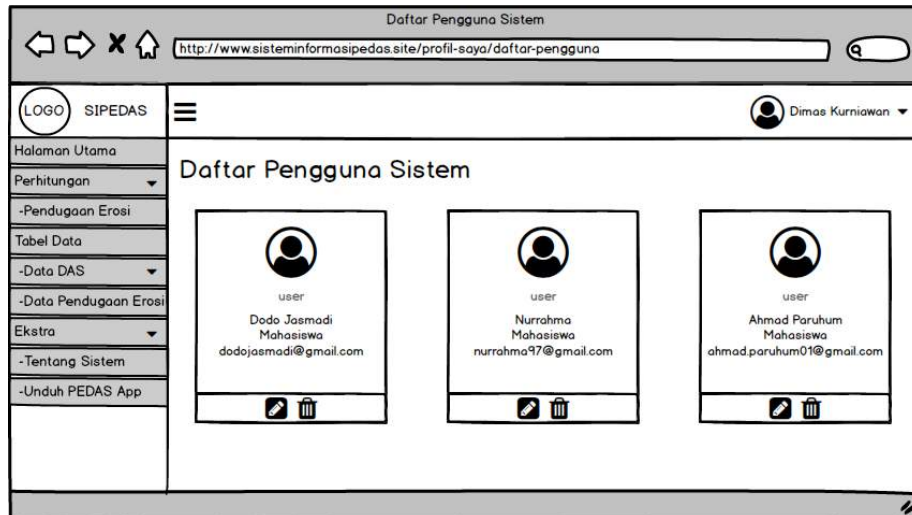 Daftar Pengguna Sistem
http://www.sisteminformasipedas.site/profil-saya/daftar-pengguna
LOGO SIPEDAS
Dimas Kurniawan
Halaman Utama
Perhitungan
-Pendugaan Erosi
Tabel Data
-Data DAS
-Data Pendugaan Erosi
Ekstra
-Tentang Sistem
-Unduh PEDAS App
Daftar Pengguna Sistem
user
Dodo Jasmadi
Mahasiswa
dodojasmadi@gmail.com
user
Nurrahma
Mahasiswa
nurrahma97@gmail.com
user
Ahmad Paruhum
Mahasiswa
ahmad.paruhum01@gmail.com